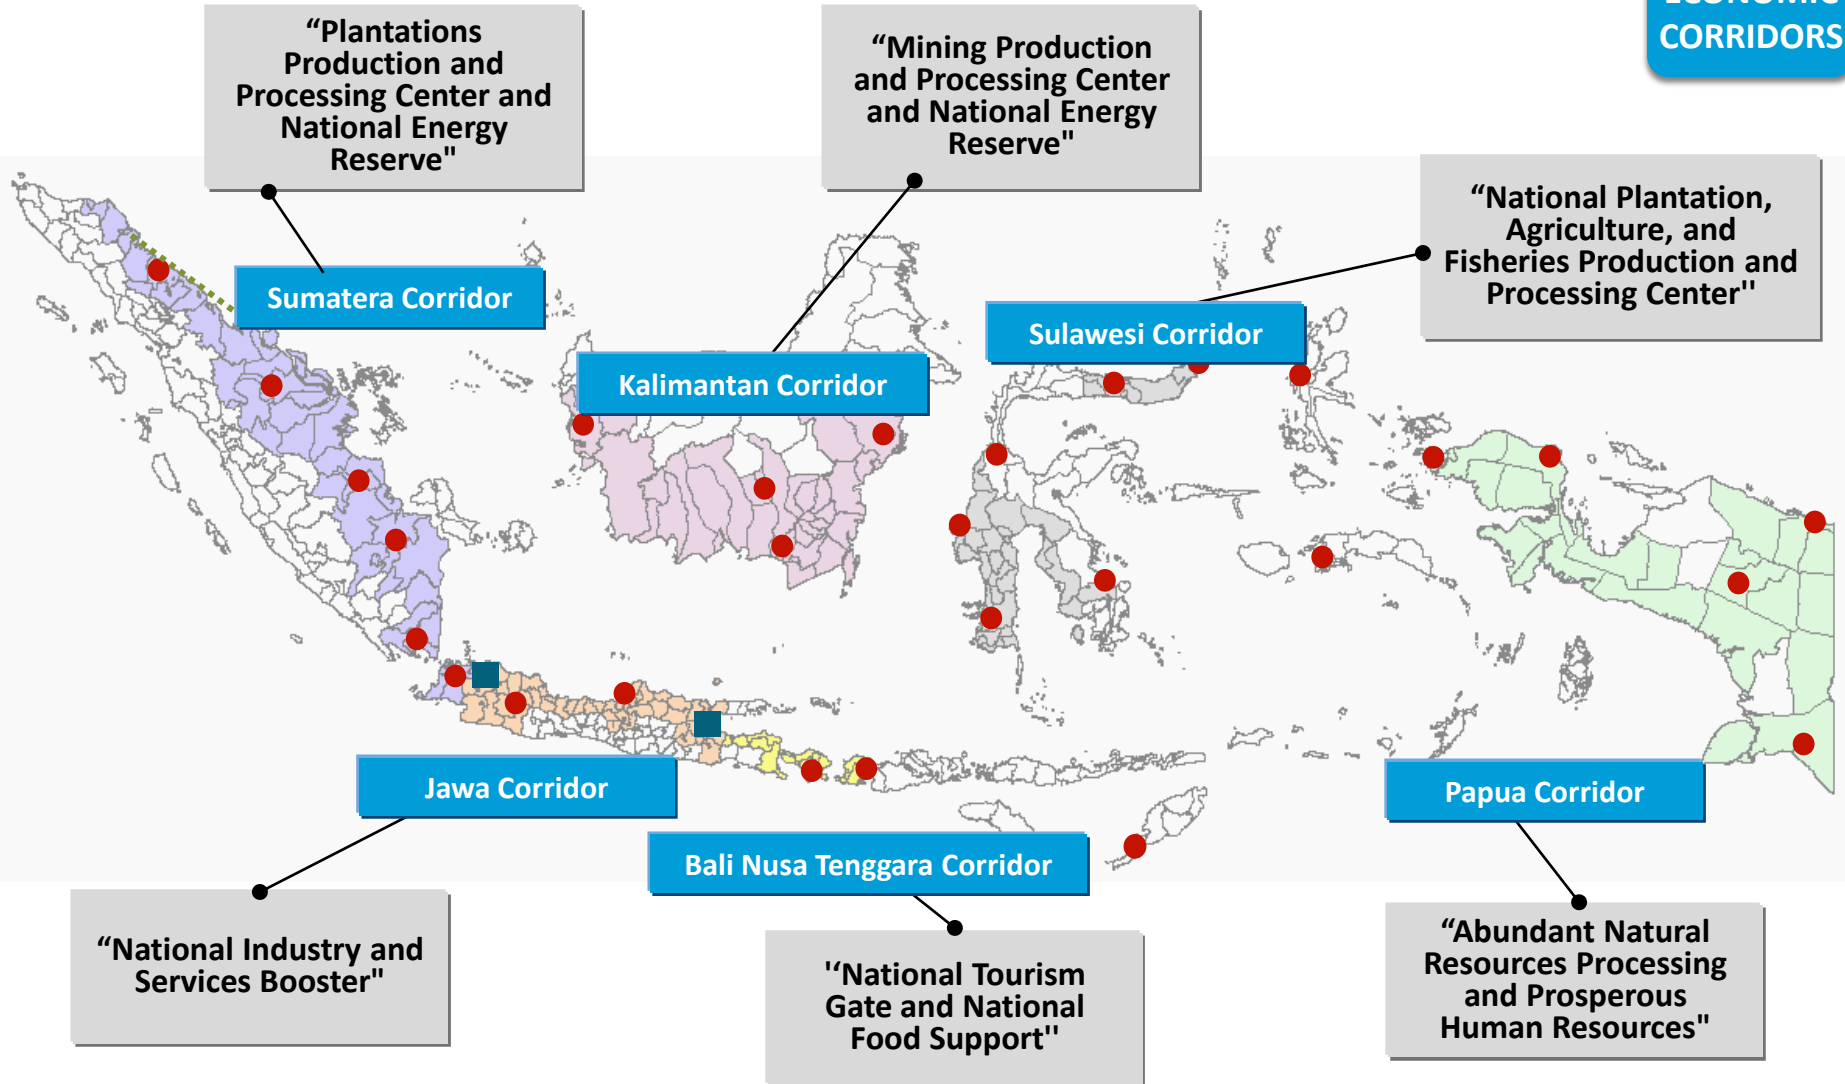 ECONOMIC
CORRIDORS
“Plantations
Production and
Processing Center and
National Energy
Reserve"
“Mining Production
and Processing Center
and National Energy
Reserve"
“National Plantation,
Agriculture, and
Fisheries Production and
Processing Center''
Sumatera Corridor
Sulawesi Corridor
Kalimantan Corridor
Jawa Corridor
Papua Corridor
Bali Nusa Tenggara Corridor
“National Industry and
Services Booster"
'‘National Tourism
Gate and National
Food Support''
“Abundant Natural
Resources Processing
and Prosperous
Human Resources"